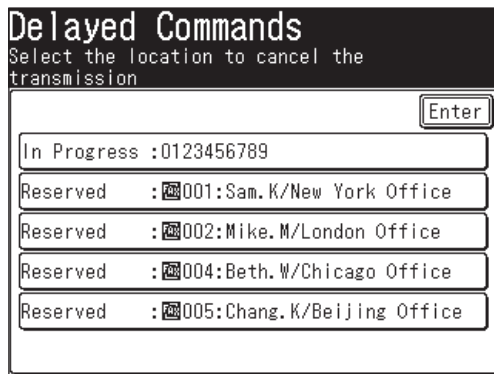 Delayed Commands
Select the location to cancel the
transmission
Enter
In Progress :0123456789
Reserved :001:Sam.K/New York Office
Reserved :002:Mike.M/London Office
Reserved :004:Beth.W/Chicago Office
Reserved :005:Chang.K/Beijing Office